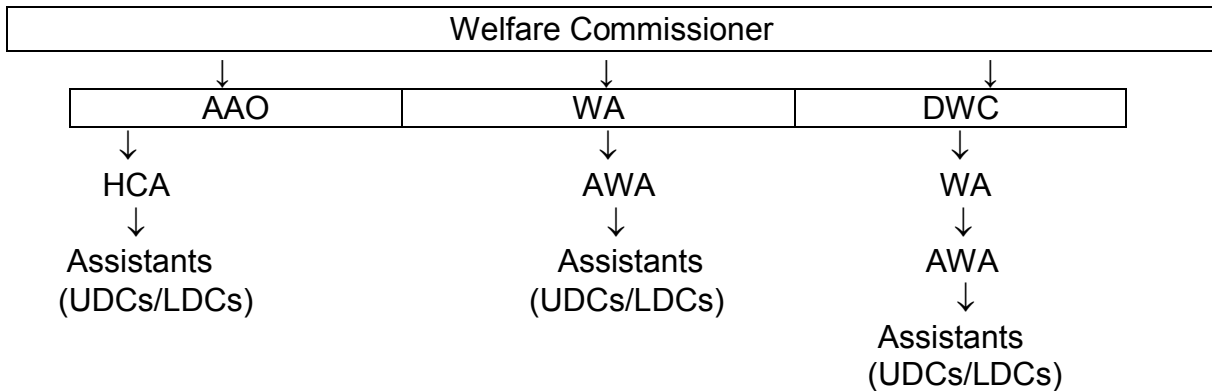 Welfare Commissioner
↓ ↓ ↓
AAO WA DWC
↓ ↓ ↓
HCA AWA WA
↓ ↓ ↓
Assistants Assistants AWA
(UDCs/LDCs) (UDCs/LDCs) ↓
Assistants
(UDCs/LDCs)